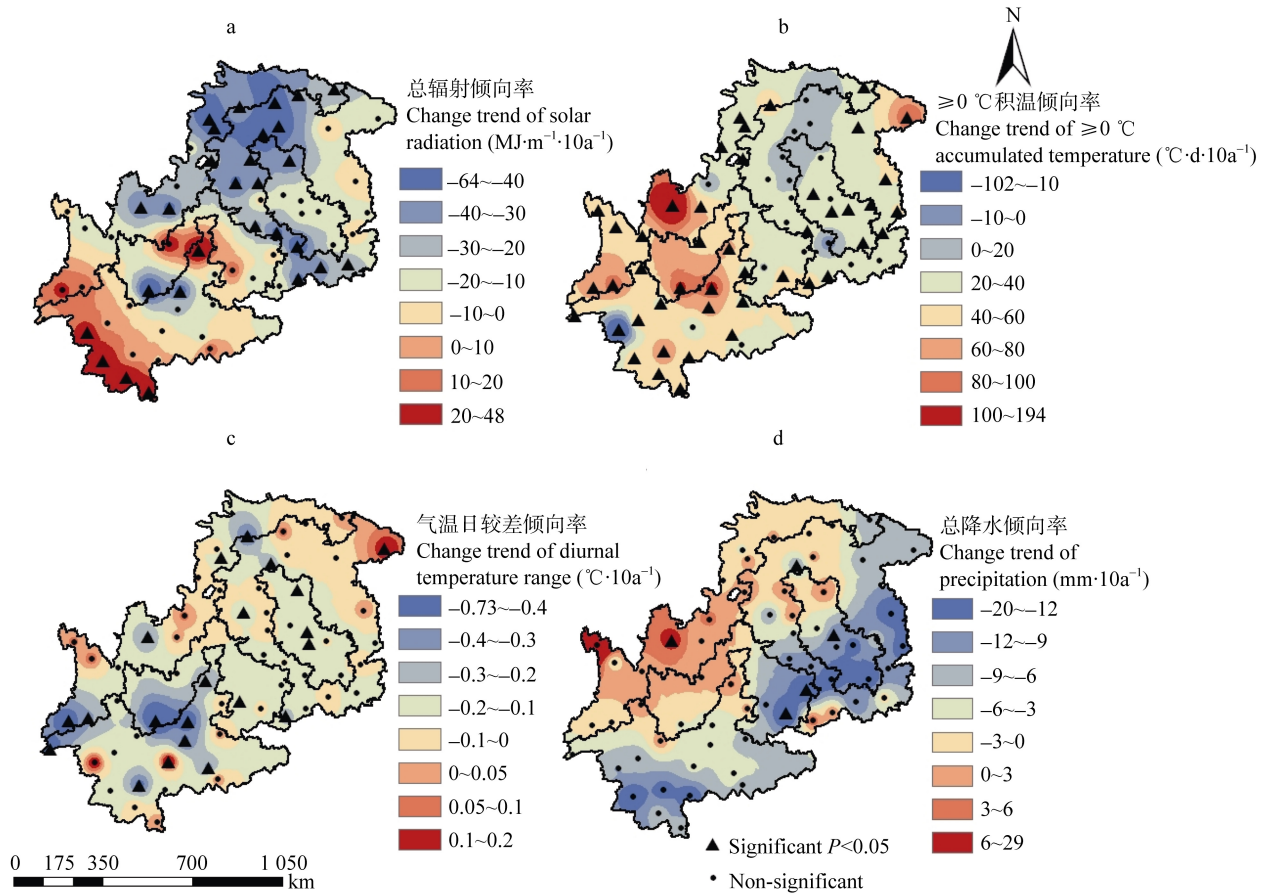 a
总辐射倾向率
Change trend of solar
radiation (MJ·m⁻¹·10a⁻¹)
–64~–40
–40~–30
–30~–20
–20~–10
–10~0
0~10
10~20
20~48
b
N
≥0 ℃积温倾向率
Change trend of ≥0 ℃
accumulated temperature (℃·d·10a⁻¹)
–102~–10
–10~0
0~20
20~40
40~60
60~80
80~100
100~194
c
气温日较差倾向率
Change trend of diurnal
temperature range (℃·10a⁻¹)
–0.73~–0.4
–0.4~–0.3
–0.3~–0.2
–0.2~–0.1
–0.1~0
0~0.05
0.05~0.1
0.1~0.2
d
总降水倾向率
Change trend of
precipitation (mm·10a⁻¹)
–20~–12
–12~–9
–9~–6
–6~–3
–3~0
0~3
3~6
6~29
0 175 350 700 1 050
km
Significant P<0.05
Non-significant